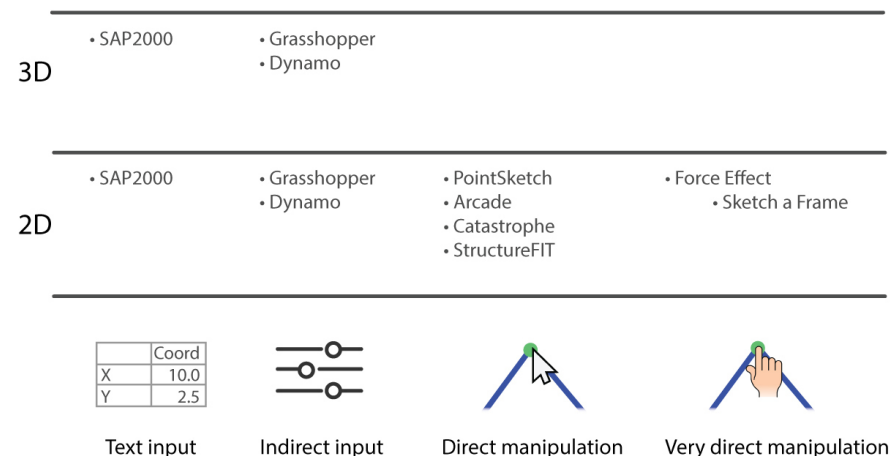 • SAP2000 • Grasshopper
• Dynamo
3D
• SAP2000 • Grasshopper • PointSketch • Force Effect
• Dynamo • Arcade • Sketch a Frame
2D
• Catastrophe
• StructureFIT
Coord
X 10.0
Y 2.5
Text input Indirect input Direct manipulation Very direct manipulation